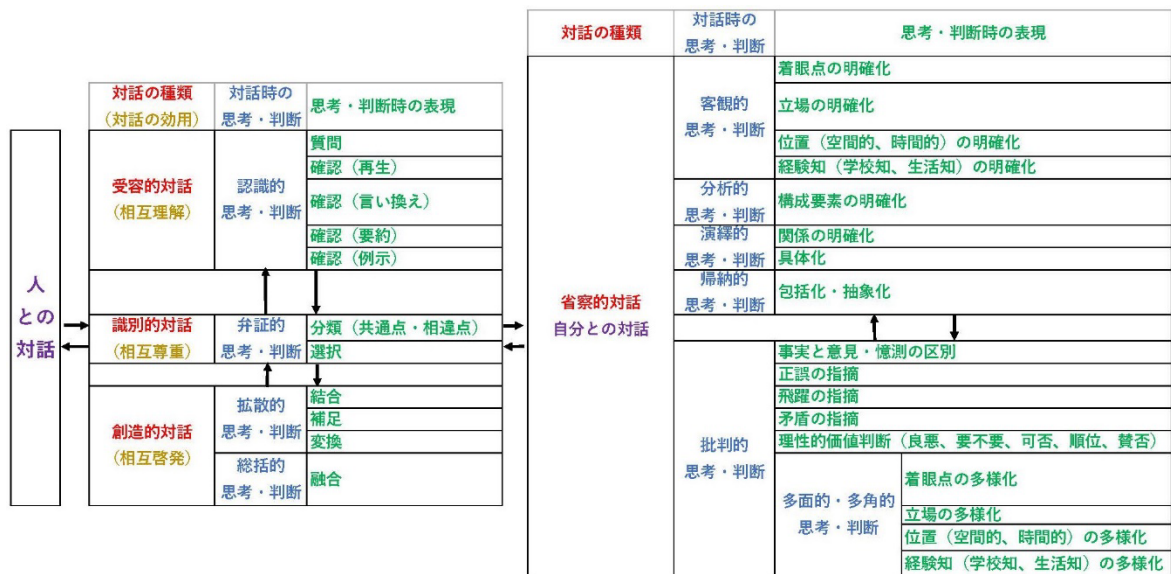 人
との
対話
対話の種類
(対話の効用)
対話時の
思考・判断
思考・判断時の表現
受容的対話
(相互理解)
認識的
思考・判断
質問
確認(再生)
確認(言い換え)
確認(要約)
確認(例示)
識別的対話
(相互尊重)
弁証的
思考・判断
分類(共通点・相違点)
選択
創造的対話
(相互啓発)
拡散的
思考・判断
結合
補足
変換
総括的
思考・判断
融合
対話の種類
対話時の
思考・判断
思考・判断時の表現
省察的対話
自分との対話
客観的
思考・判断
着眼点の明確化
立場の明確化
位置(空間的、時間的)の明確化
経験知(学校知、生活知)の明確化
分析的
思考・判断
構成要素の明確化
演繹的
思考・判断
関係の明確化
具体化
帰納的
思考・判断
包括化・抽象化
批判的
思考・判断
事実と意見・憶測の区別
正誤の指摘
飛躍の指摘
矛盾の指摘
理性的価値判断(良悪、要不要、可否、順位、賛否)
多面的・多角的
思考・判断
着眼点の多様化
立場の多様化
位置(空間的、時間的)の多様化
経験知(学校知、生活知)の多様化